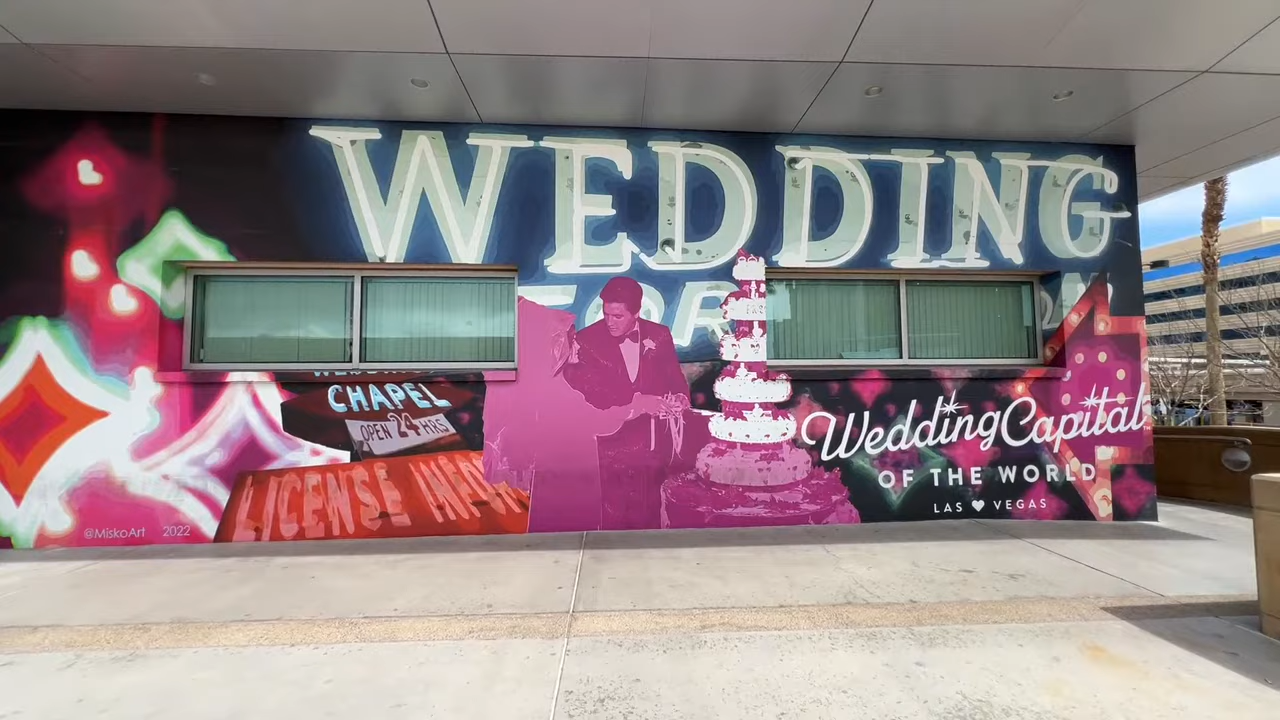 WEDDING
CHAPEL
OPEN 24 HRS
LICENSE
Wedding Capital
OF THE WORLD
LAS VEGAS
@MiskoArt 2022